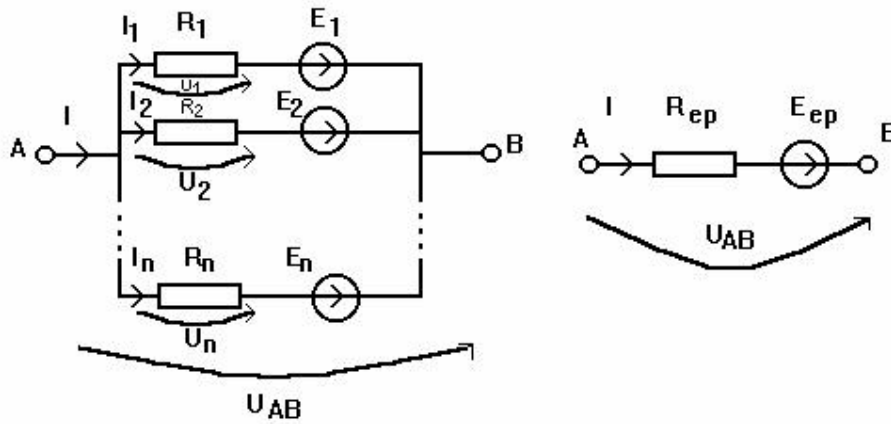 I1 R1 E1
U1
I I2 R2 E2
A B
U2
In Rn En
Un
UAB
I Rep Eep
A B
UAB